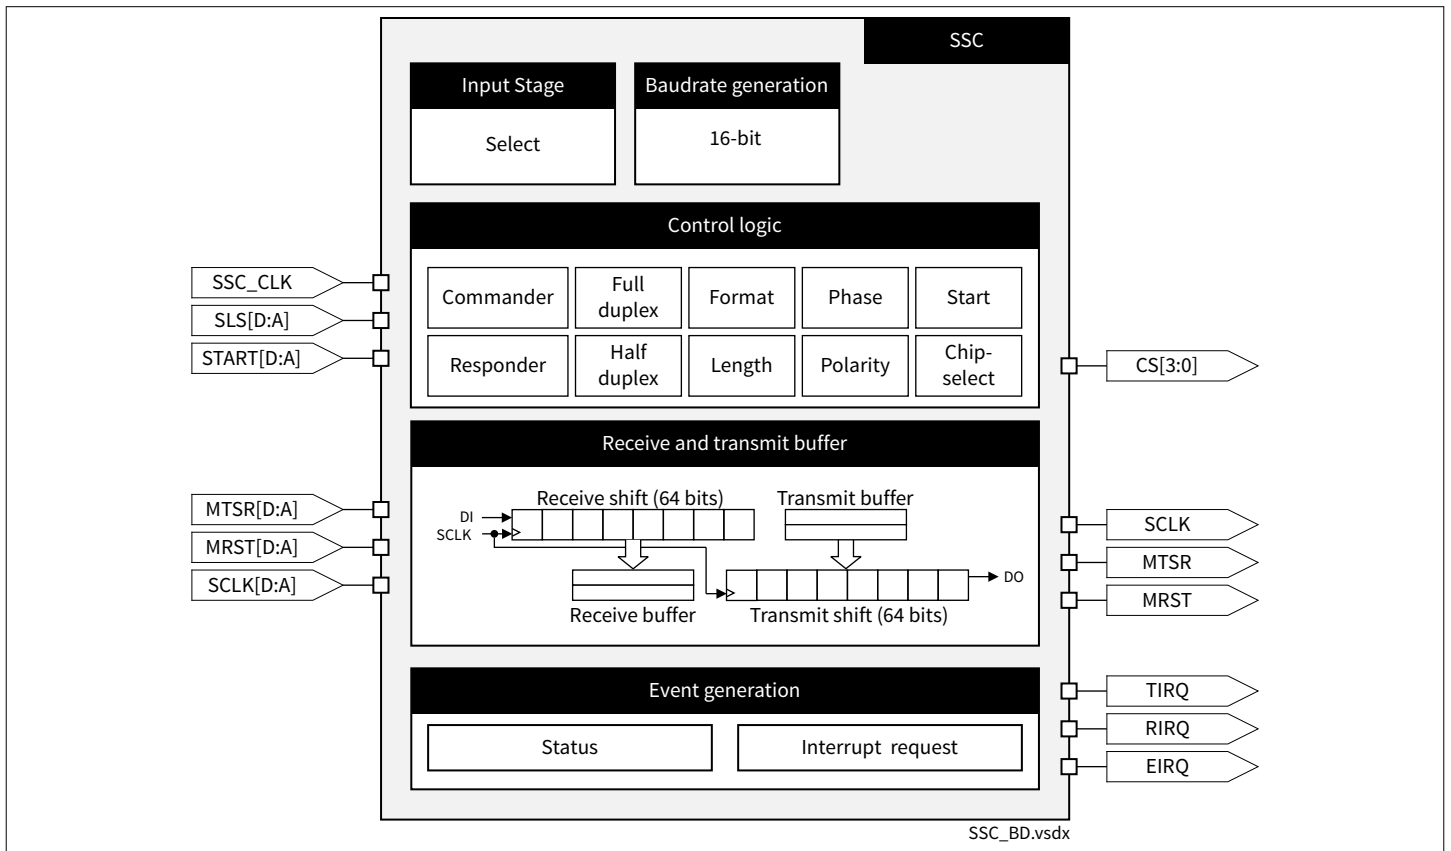 SSC
Input Stage
Select
Baudrate generation
16-bit
Control logic
Commander
Full
duplex
Format
Phase
Start
Responder
Half
duplex
Length
Polarity
Chip-
select
SSC_CLK
SLS[D:A]
START[D:A]
CS[3:0]
Receive and transmit buffer
Receive shift (64 bits)
Transmit buffer
DI
SCLK
DO
Receive buffer
Transmit shift (64 bits)
MTSR[D:A]
MRST[D:A]
SCLK[D:A]
SCLK
MTSR
MRST
Event generation
Status
Interrupt request
TIRQ
RIRQ
EIRQ
SSC_BD.vsdx